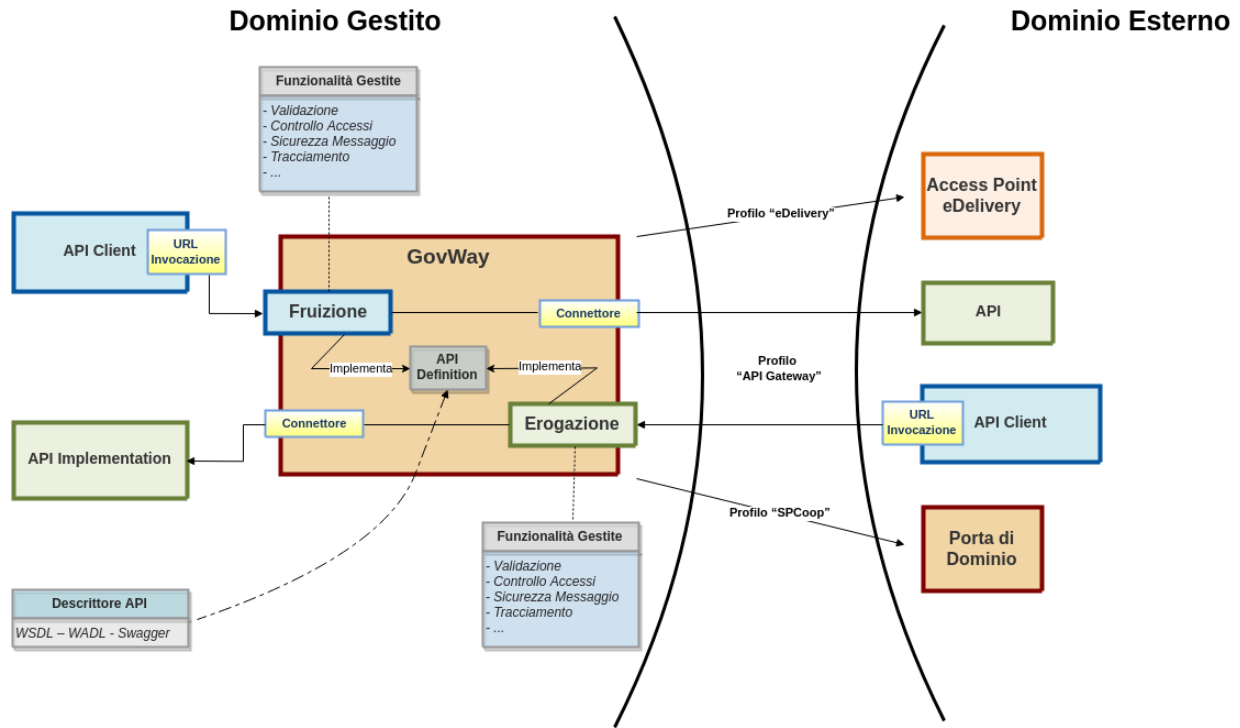 Dominio Gestito
Dominio Esterno
Funzionalità Gestite
- Validazione
- Controllo Accessi
- Sicurezza Messaggio
- Tracciamento
- ...
Access Point
eDelivery
Profilo “eDelivery”
API Client
URL
Invocazione
GovWay
Fruizione
Connettore
API
API
Definition
Implementa
Implementa
Profilo
“API Gateway”
Connettore
Erogazione
URL
Invocazione
API Client
API Implementation
Profilo “SPCoop”
Porta di
Dominio
Funzionalità Gestite
- Validazione
- Controllo Accessi
- Sicurezza Messaggio
- Tracciamento
- ...
Descrittore API
WSDL – WADL - Swagger